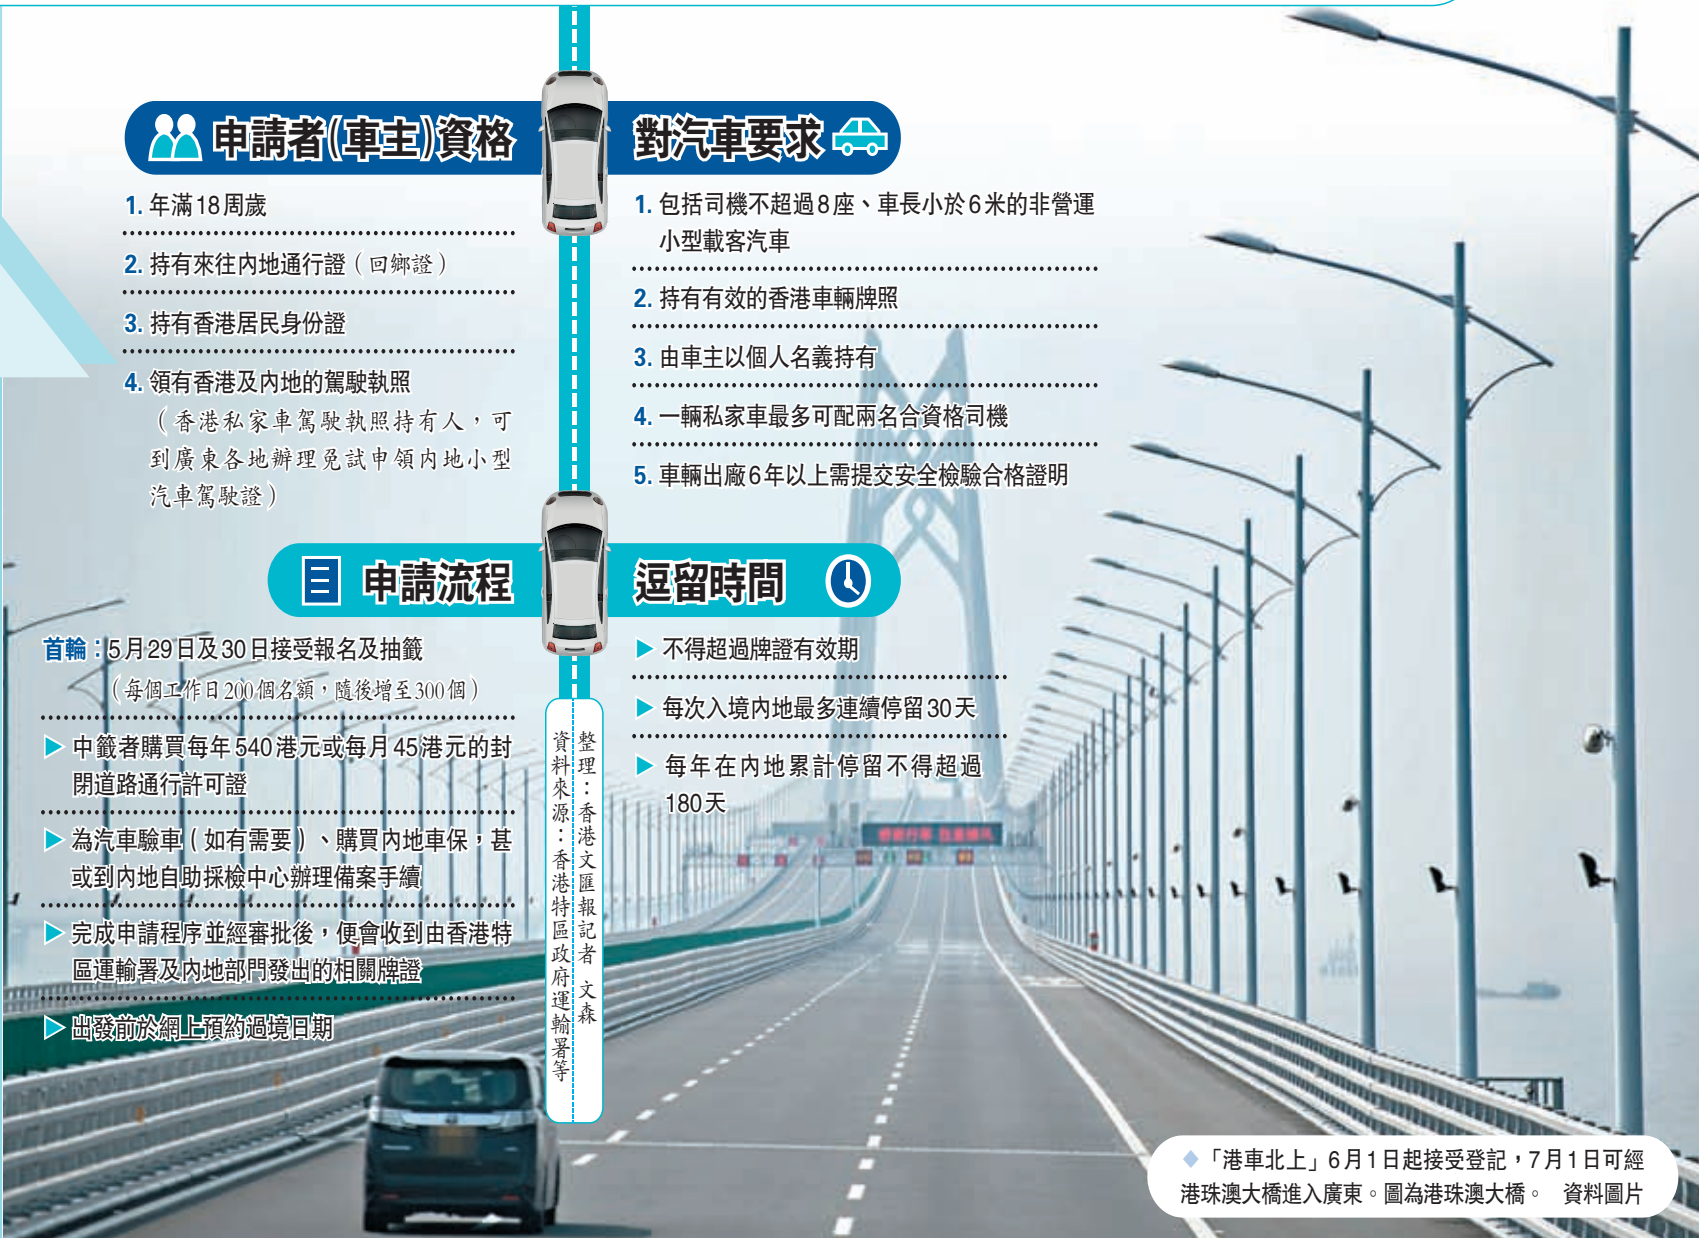 申請者(車主)資格
1. 年滿18周歲
2. 持有來往內地通行證（回鄉證）
3. 持有香港居民身份證
4. 領有香港及內地的駕駛執照
（香港私家車駕駛執照持有人，可
到廣東各地辦理免試申領內地小型
汽車駕駛證）
對汽車要求
1. 包括司機不超過8座、車長小於6米的非營運
小型載客汽車
2. 持有有效的香港車輛牌照
3. 由車主以個人名義持有
4. 一輛私家車最多可配兩名合資格司機
5. 車輛出廠6年以上需提交安全檢驗合格證明
申請流程
首輪：5月29日及30日接受報名及抽籤
（每個工作日200個名額，隨後增至300個）
▶ 中籤者購買每年540港元或每月45港元的封
閉道路通行許可證
▶ 為汽車驗車（如有需要）、購買內地車保，甚
或到內地自助採檢中心辦理備案手續
▶ 完成申請程序並經審批後，便會收到由香港特
區運輸署及內地部門發出的相關牌證
▶ 出發前於網上預約過境日期
逗留時間
▶ 不得超過牌證有效期
▶ 每次入境內地最多連續停留30天
▶ 每年在內地累計停留不得超過
180天
整理：香港文匯報記者 文森
資料來源：香港特區政府運輸署等
◆「港車北上」6月1日起接受登記，7月1日可經
港珠澳大橋進入廣東。圖為港珠澳大橋。 資料圖片